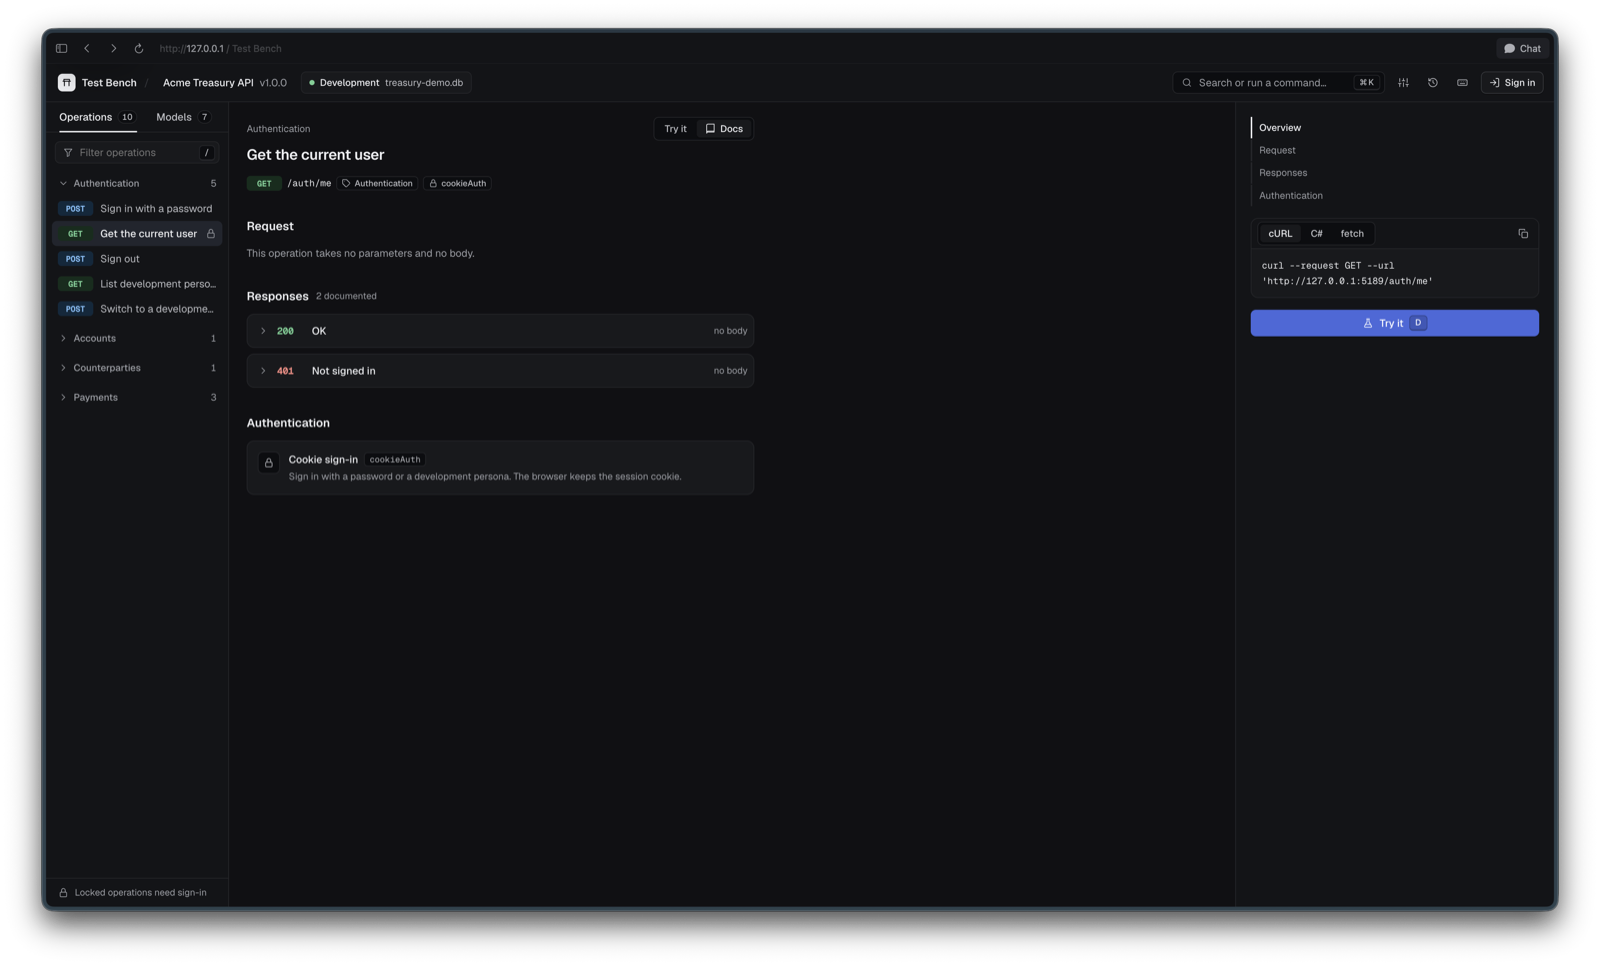 http://127.0.0.1 / Test Bench
Chat
Test Bench / Acme Treasury API v1.0.0
Development treasury-demo.db
Search or run a command... ⌘K
Sign in
Operations 10
Models 7
Filter operations /
Authentication 5
POST Sign in with a password
GET Get the current user
POST Sign out
GET List development perso...
POST Switch to a developme...
Accounts 1
Counterparties 1
Payments 3
Locked operations need sign-in
Authentication
Try it
Docs
Get the current user
GET /auth/me Authentication cookieAuth
Request
This operation takes no parameters and no body.
Responses 2 documented
200 OK no body
401 Not signed in no body
Authentication
Cookie sign-in cookieAuth
Sign in with a password or a development persona. The browser keeps the session cookie.
Overview
Request
Responses
Authentication
cURL C# fetch
curl --request GET --url
'http://127.0.0.1:5189/auth/me'
Try it D